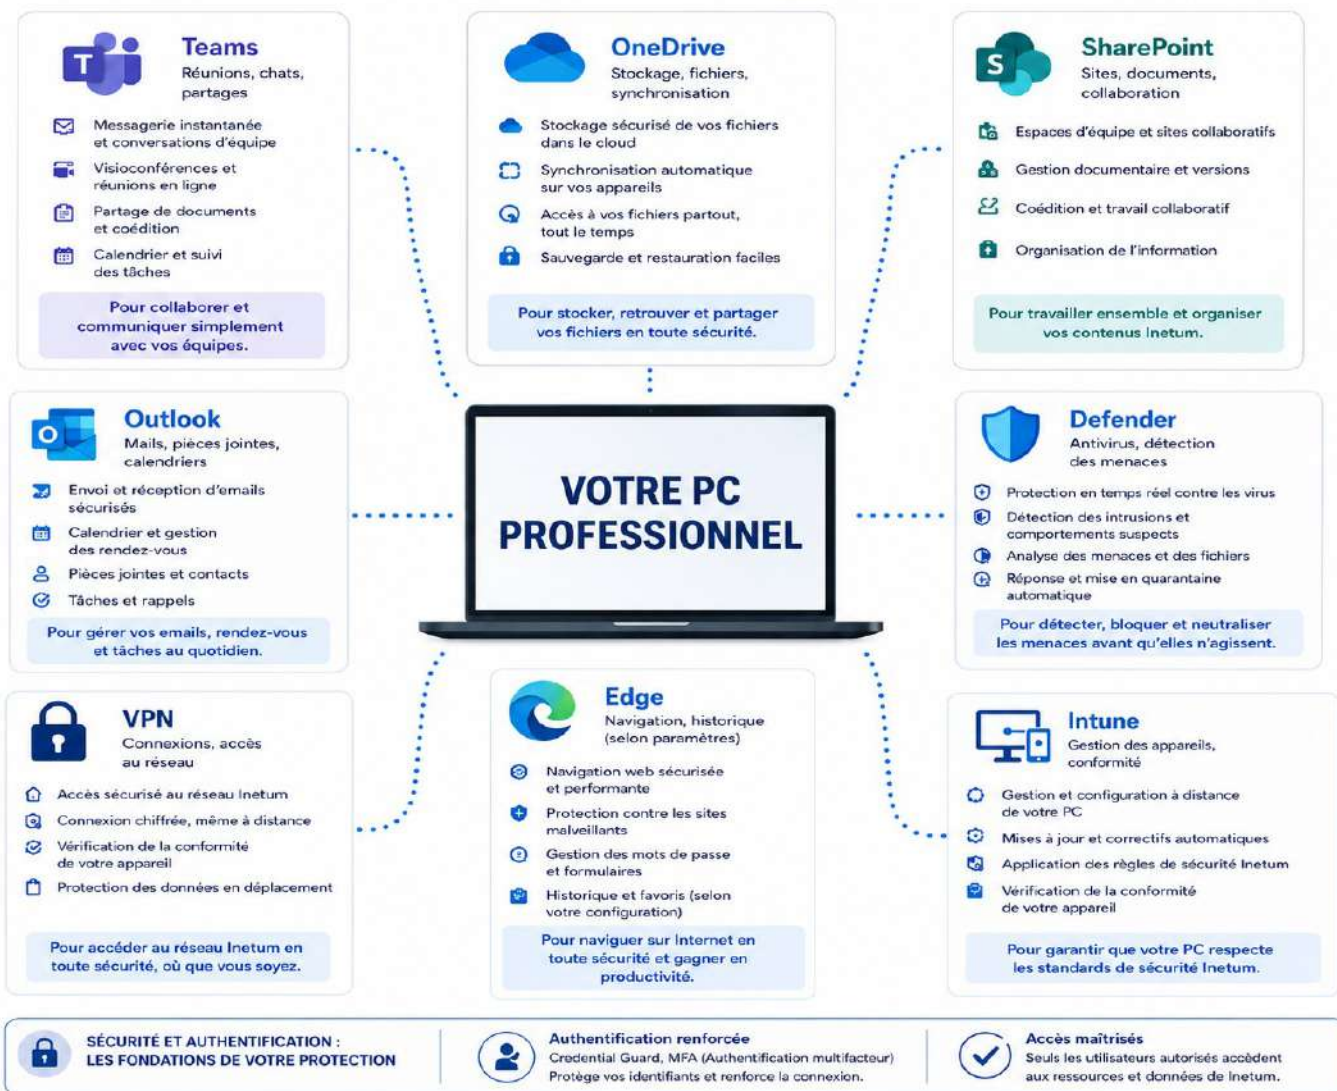 Teams
Réunions, chats,
partages
Messagerie instantanée
et conversations d'équipe
Visioconférences et
réunions en ligne
Partage de documents
et coédition
Calendrier et suivi
des tâches
Pour collaborer et
communiquer simplement
avec vos équipes.
OneDrive
Stockage, fichiers,
synchronisation
Stockage sécurisé de vos fichiers
dans le cloud
Synchronisation automatique
sur vos appareils
Accès à vos fichiers partout,
tout le temps
Sauvegarde et restauration faciles
Pour stocker, retrouver et partager
vos fichiers en toute sécurité.
SharePoint
Sites, documents,
collaboration
Espaces d'équipe et sites collaboratifs
Gestion documentaire et versions
Coédition et travail collaboratif
Organisation de l'information
Pour travailler ensemble et organiser
vos contenus Inetum.
Outlook
Mails, pièces jointes,
calendriers
Envoi et réception d'emails
sécurisés
Calendrier et gestion
des rendez-vous
Pièces jointes et contacts
Tâches et rappels
Pour gérer vos emails, rendez-vous
et tâches au quotidien.
VOTRE PC
PROFESSIONNEL
Defender
Antivirus, détection
des menaces
Protection en temps réel contre les virus
Détection des intrusions et
comportements suspects
Analyse des menaces et des fichiers
Réponse et mise en quarantaine
automatique
Pour détecter, bloquer et neutraliser
les menaces avant qu'elles n'agissent.
VPN
Connexions, accès
au réseau
Accès sécurisé au réseau Inetum
Connexion chiffrée, même à distance
Vérification de la conformité
de votre appareil
Protection des données en déplacement
Pour accéder au réseau Inetum en
toute sécurité, où que vous soyez.
Edge
Navigation, historique
(selon paramètres)
Navigation web sécurisée
et performante
Protection contre les sites
malveillants
Gestion des mots de passe
et formulaires
Historique et favoris (selon
votre configuration)
Pour naviguer sur Internet en
toute sécurité et gagner en
productivité.
Intune
Gestion des appareils,
conformité
Gestion et configuration à distance
de votre PC
Mises à jour et correctifs automatiques
Application des règles de sécurité Inetum
Vérification de la conformité
de votre appareil
Pour garantir que votre PC respecte
les standards de sécurité Inetum.
SÉCURITÉ ET AUTHENTIFICATION :
LES FONDATIONS DE VOTRE PROTECTION
Authentification renforcée
Credential Guard, MFA (Authentification multifacteur)
Protège vos identifiants et renforce la connexion.
Accès maîtrisés
Seuls les utilisateurs autorisés accèdent
aux ressources et données de Inetum.